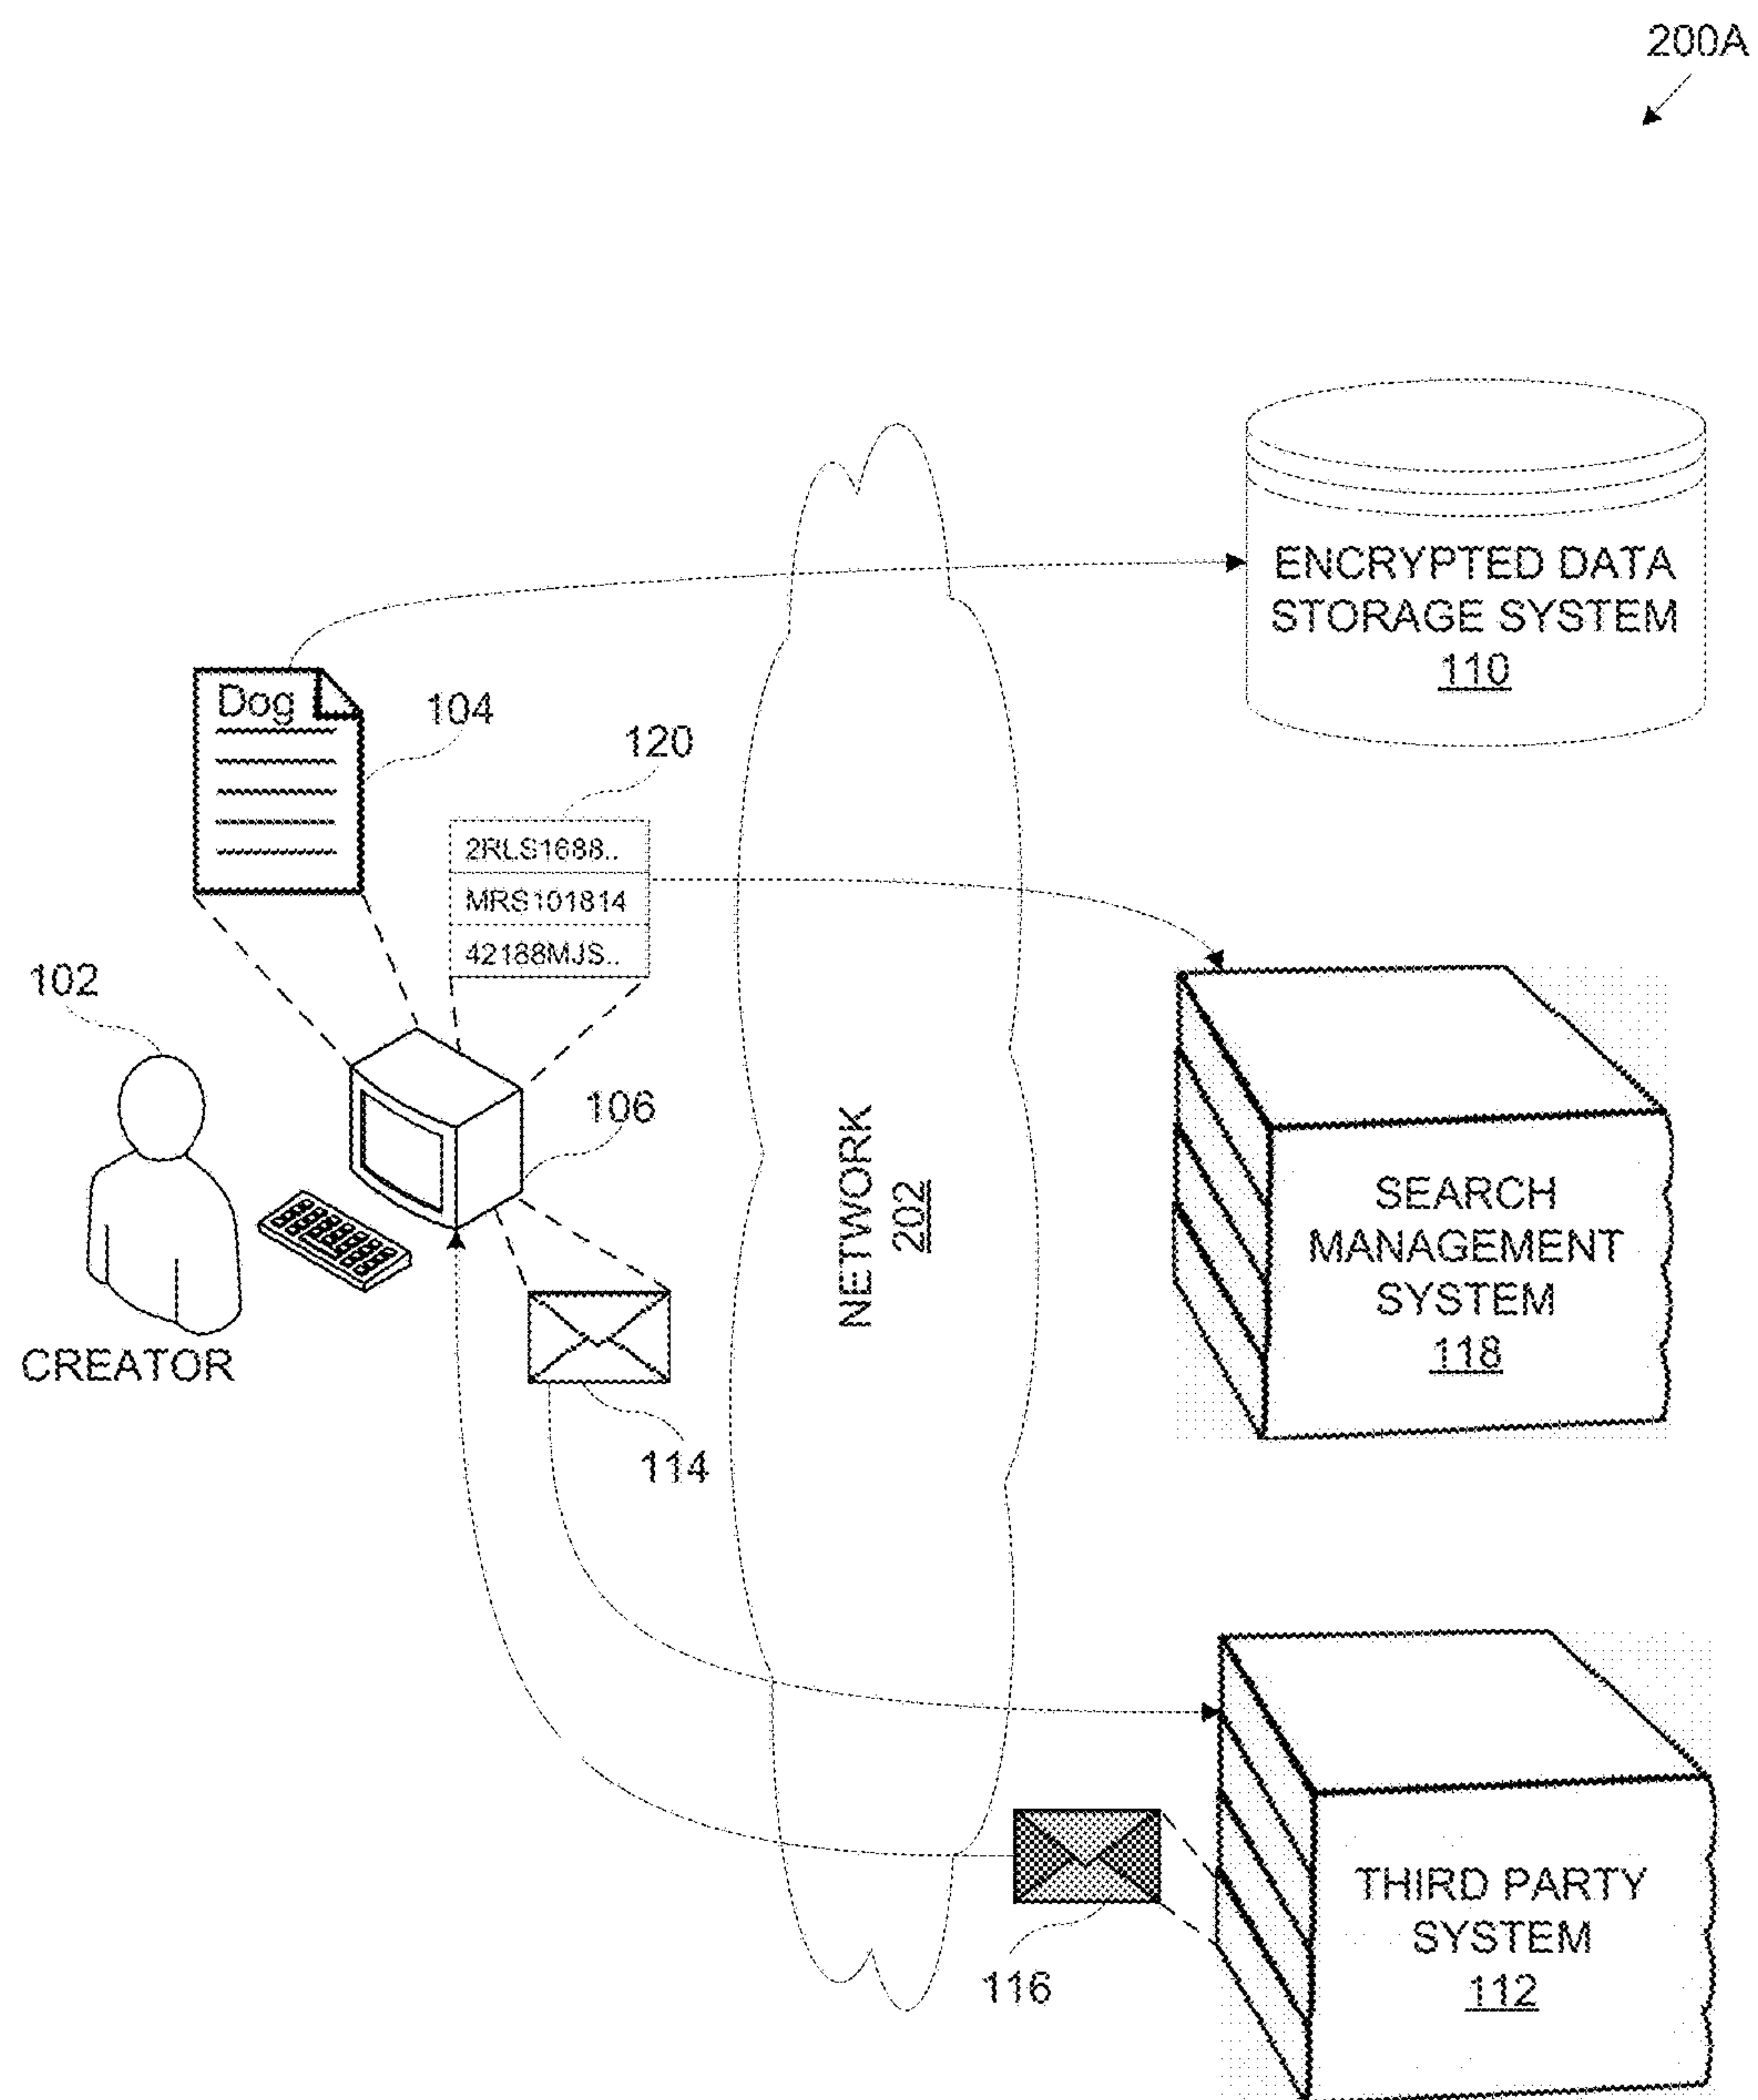 200A
ENCRYPTED DATA
STORAGE SYSTEM
110
Dog
104
120
2RLS1688..
MRS101814
42188MJS..
102
106
CREATOR
114
NETWORK
202
SEARCH
MANAGEMENT
SYSTEM
118
116
THIRD PARTY
SYSTEM
112